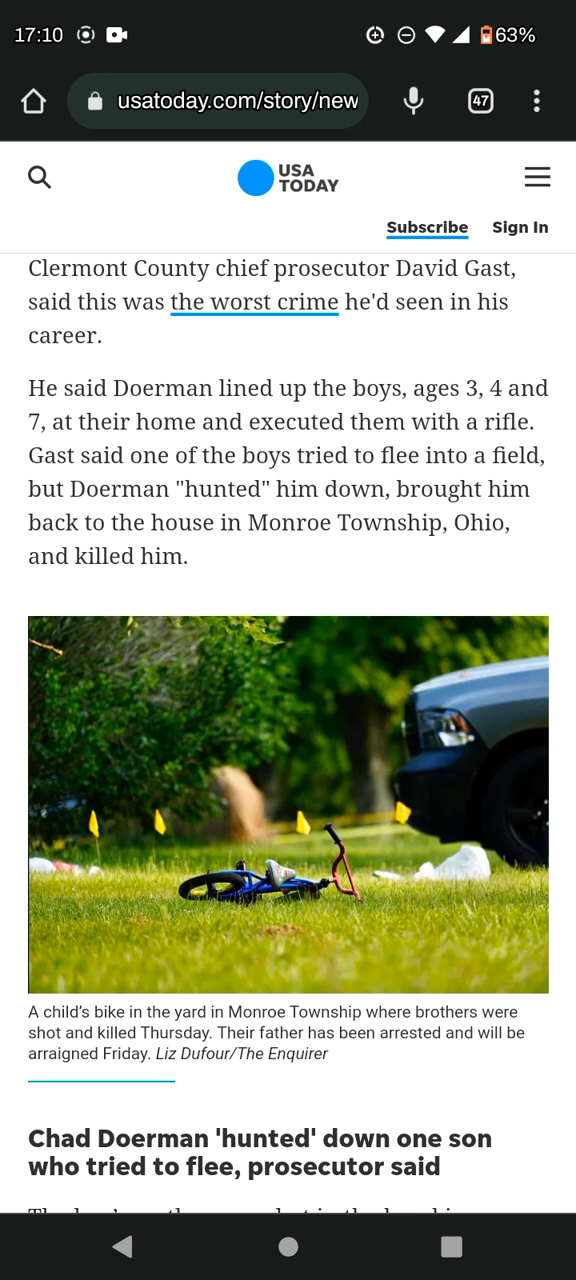 17:10
63%
usatoday.com/story/new
47
USA
TODAY
Subscribe Sign In
Clermont County chief prosecutor David Gast,
said this was the worst crime he'd seen in his
career.
He said Doerman lined up the boys, ages 3, 4 and
7, at their home and executed them with a rifle.
Gast said one of the boys tried to flee into a field,
but Doerman "hunted" him down, brought him
back to the house in Monroe Township, Ohio,
and killed him.
A child’s bike in the yard in Monroe Township where brothers were
shot and killed Thursday. Their father has been arrested and will be
arraigned Friday. Liz Dufour/The Enquirer
Chad Doerman 'hunted' down one son
who tried to flee, prosecutor said